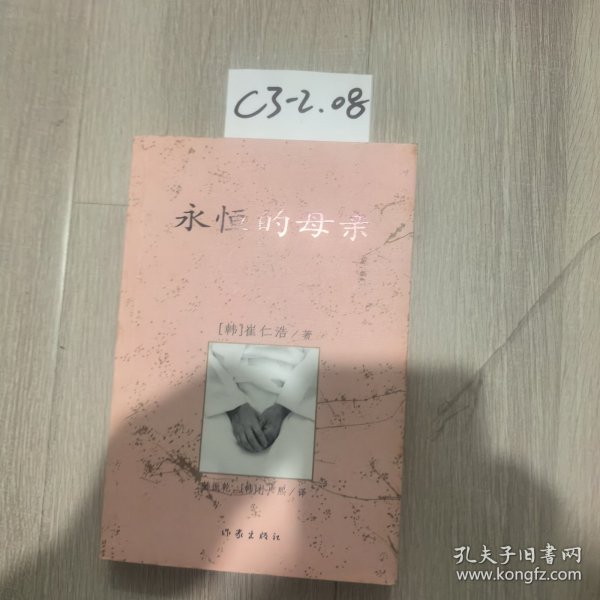 C3-2.08
永恒的母亲
[韩]崔仁浩/著
译
作家出版社
孔夫子旧书网
www.kongfz.com